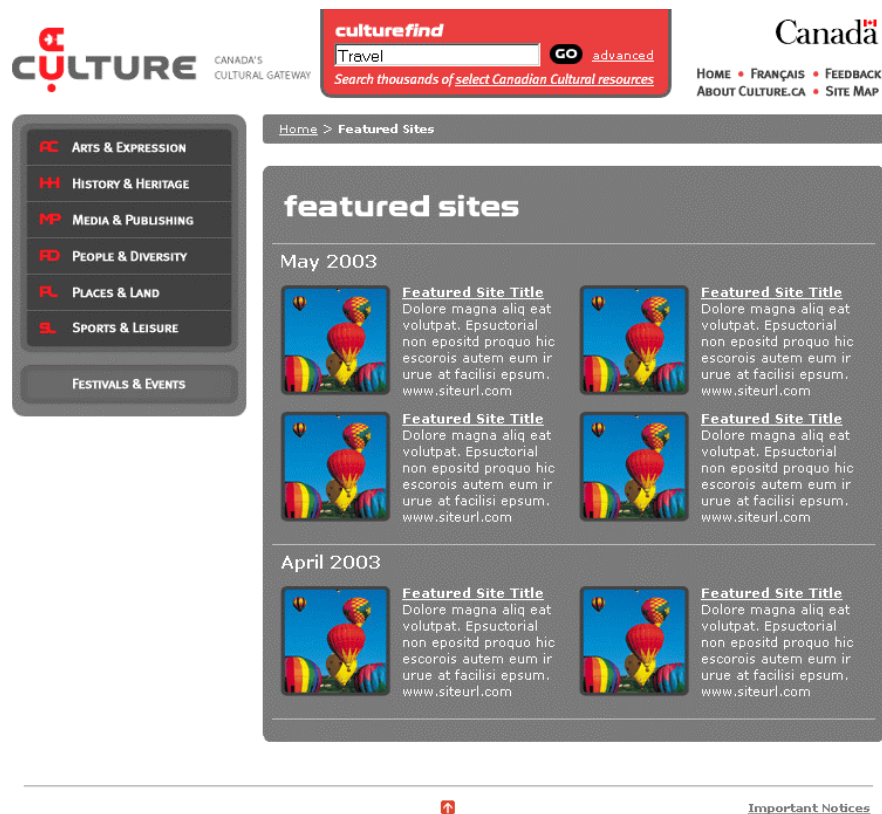 CULTURE
CANADA'S
CULTURAL GATEWAY
culturefind
Travel
GO advanced
Search thousands of select Canadian Cultural resources
Canada
HOME • FRANÇAIS • FEEDBACK
ABOUT CULTURE.CA • SITE MAP
AE ARTS & EXPRESSION
HH HISTORY & HERITAGE
MP MEDIA & PUBLISHING
PD PEOPLE & DIVERSITY
PL PLACES & LAND
SL SPORTS & LEISURE
FESTIVALS & EVENTS
Home > Featured Sites
featured sites
May 2003
Featured Site Title
Dolore magna aliq eat
volutpat. Epsuctorial
non epositd proquo hic
escorois autem eum ir
urue at facilisi epsum.
www.siteurl.com
Featured Site Title
Dolore magna aliq eat
volutpat. Epsuctorial
non epositd proquo hic
escorois autem eum ir
urue at facilisi epsum.
www.siteurl.com
Featured Site Title
Dolore magna aliq eat
volutpat. Epsuctorial
non epositd proquo hic
escorois autem eum ir
urue at facilisi epsum.
www.siteurl.com
Featured Site Title
Dolore magna aliq eat
volutpat. Epsuctorial
non epositd proquo hic
escorois autem eum ir
urue at facilisi epsum.
www.siteurl.com
April 2003
Featured Site Title
Dolore magna aliq eat
volutpat. Epsuctorial
non epositd proquo hic
escorois autem eum ir
urue at facilisi epsum.
www.siteurl.com
Featured Site Title
Dolore magna aliq eat
volutpat. Epsuctorial
non epositd proquo hic
escorois autem eum ir
urue at facilisi epsum.
www.siteurl.com
Important Notices